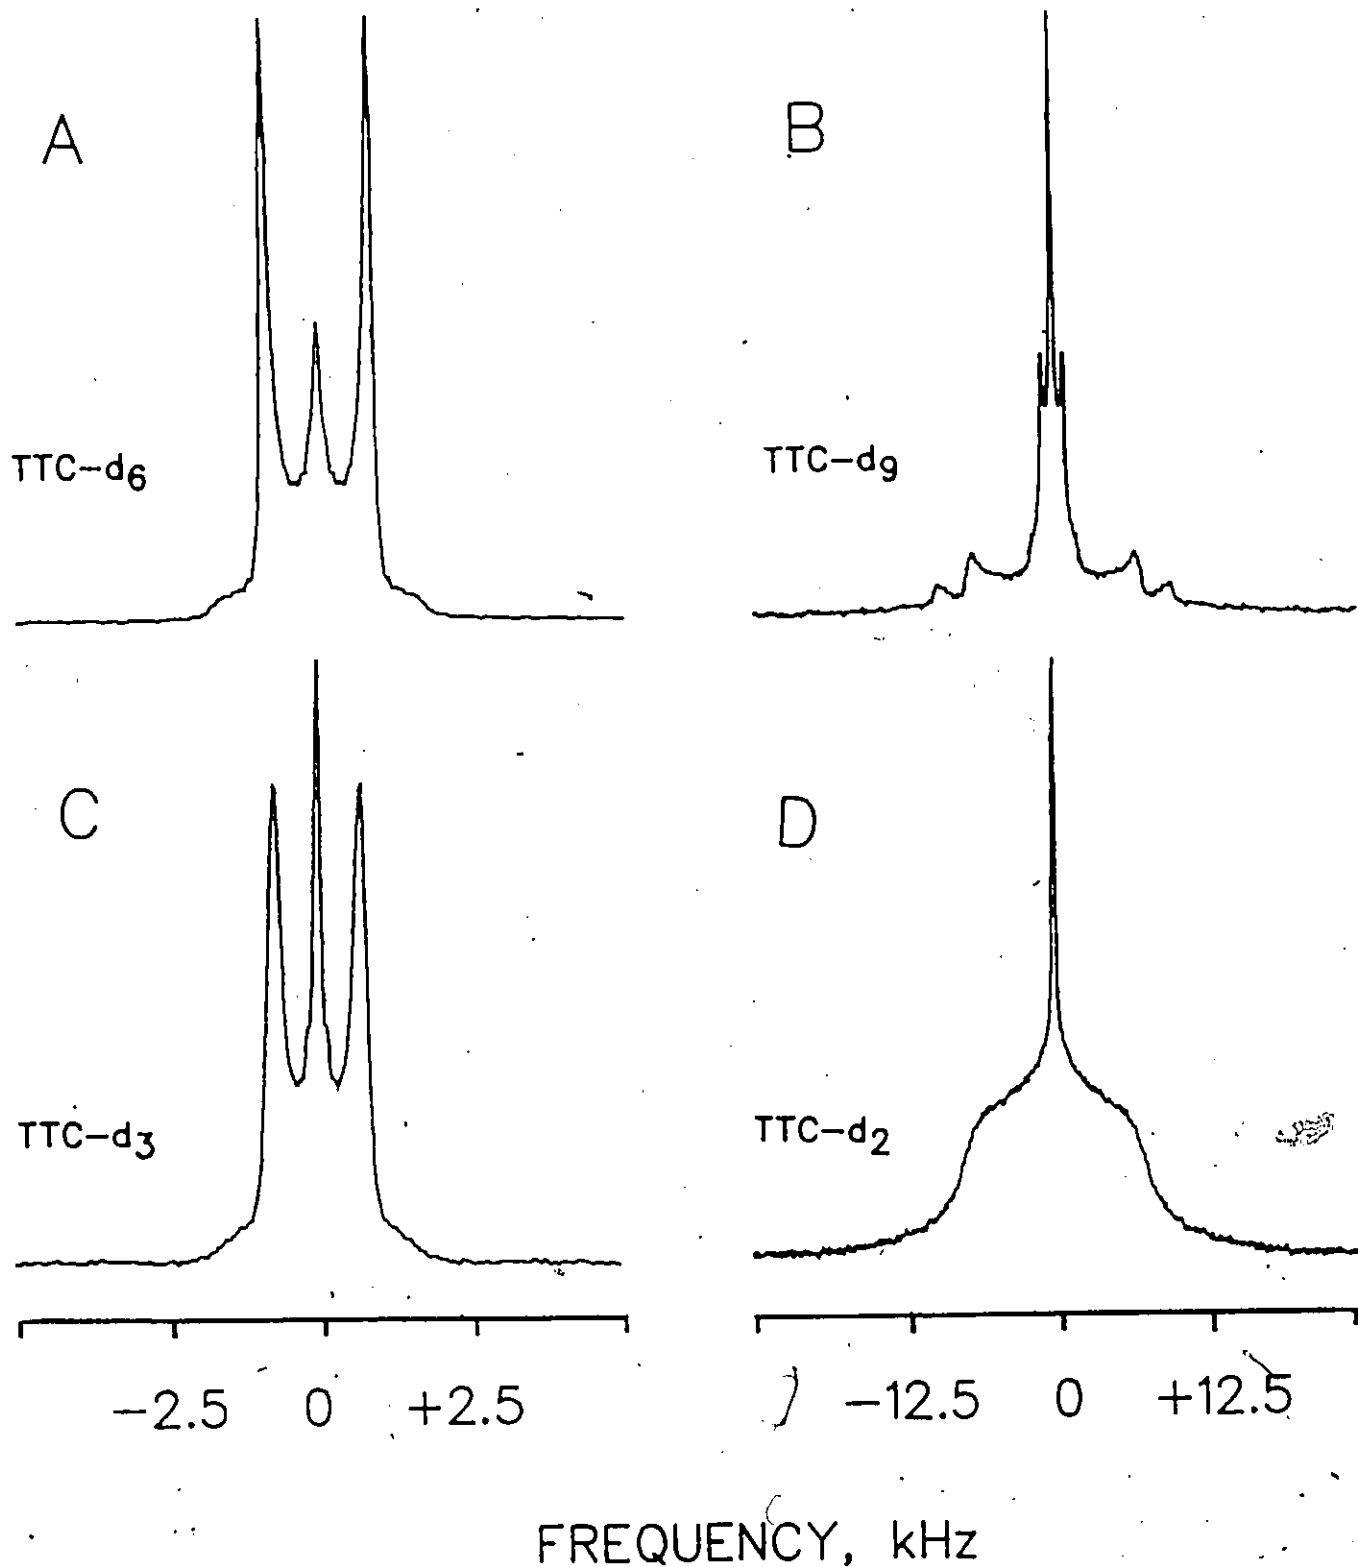 A
B
TTC-d6
TTC-d9
C
D
TTC-d3
TTC-d2
-2.5 0 +2.5
-12.5 0 +12.5
FREQUENCY, kHz